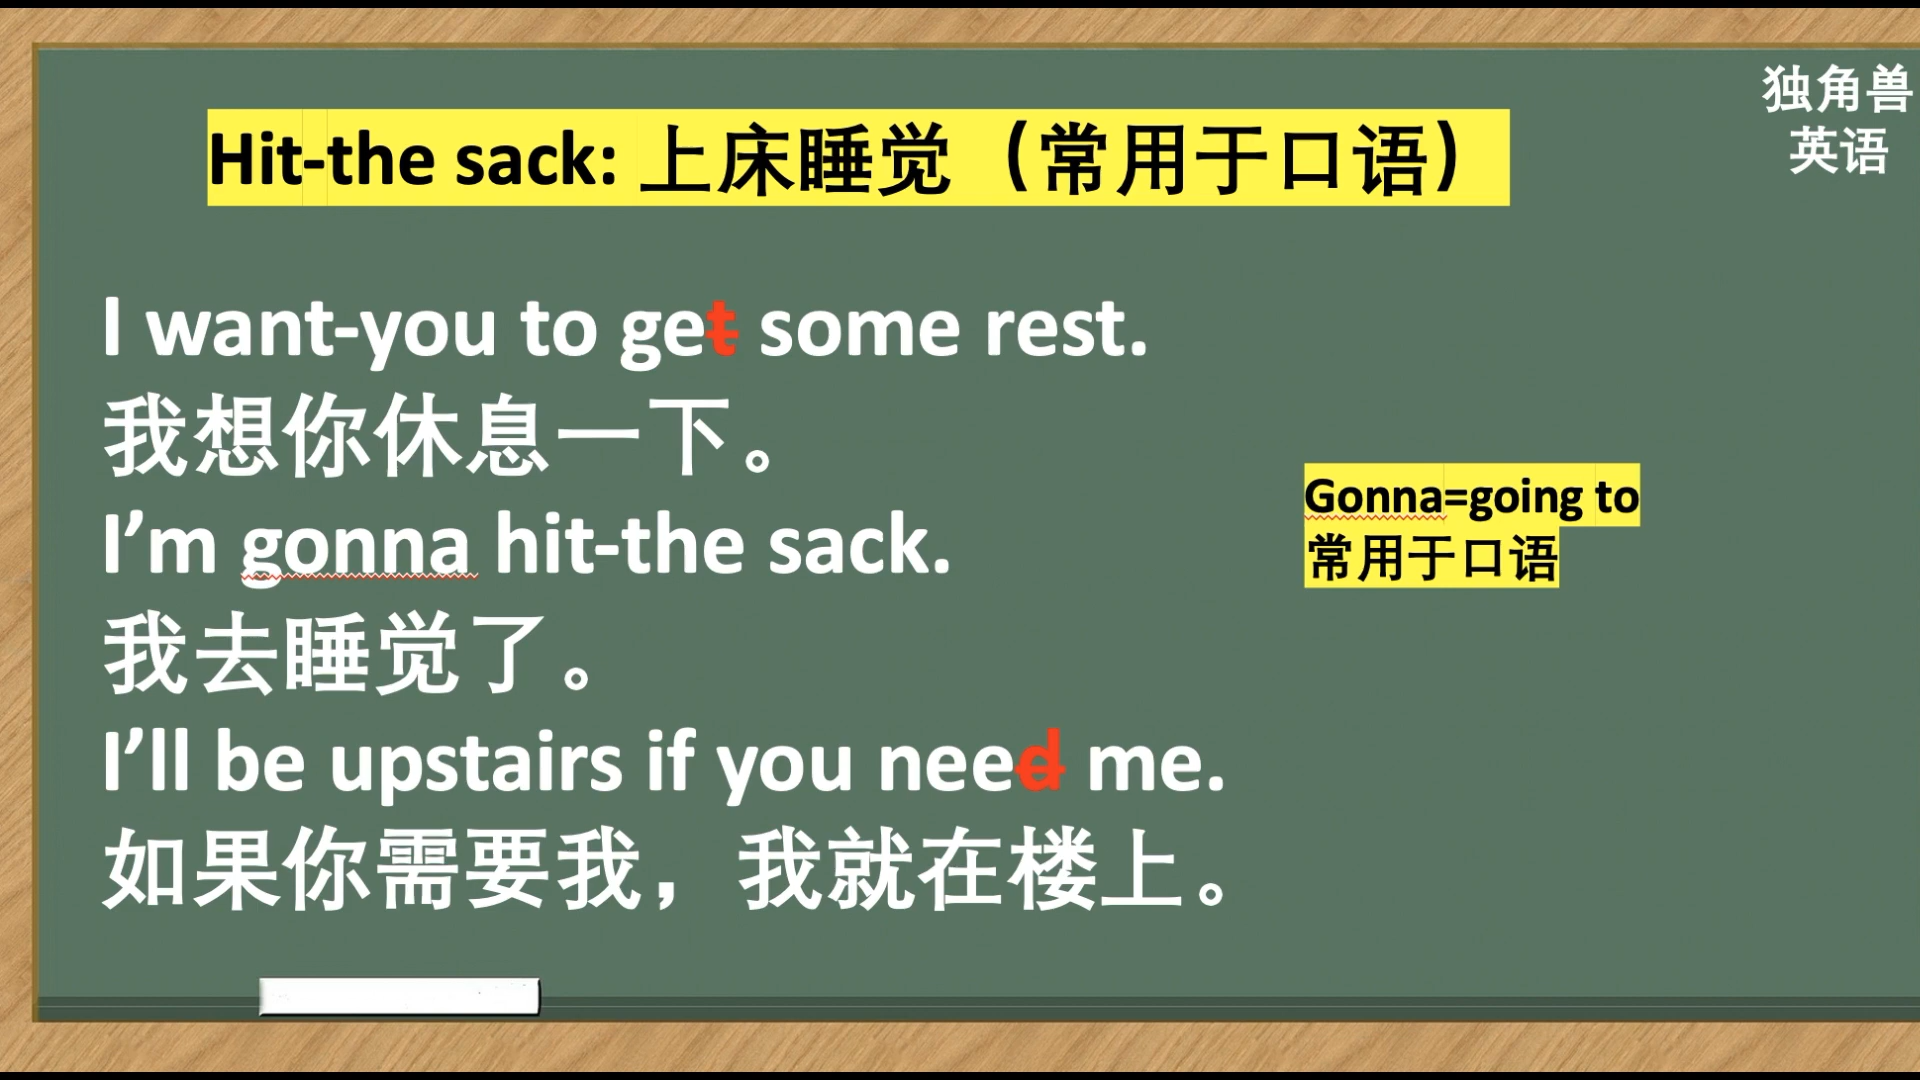 独角兽
英语
Hit-the sack: 上床睡觉（常用于口语）
I want-you to get some rest.
我想你休息一下。
I’m gonna hit-the sack.
我去睡觉了。
I’ll be upstairs if you need me.
如果你需要我，我就在楼上。
Gonna=going to
常用于口语